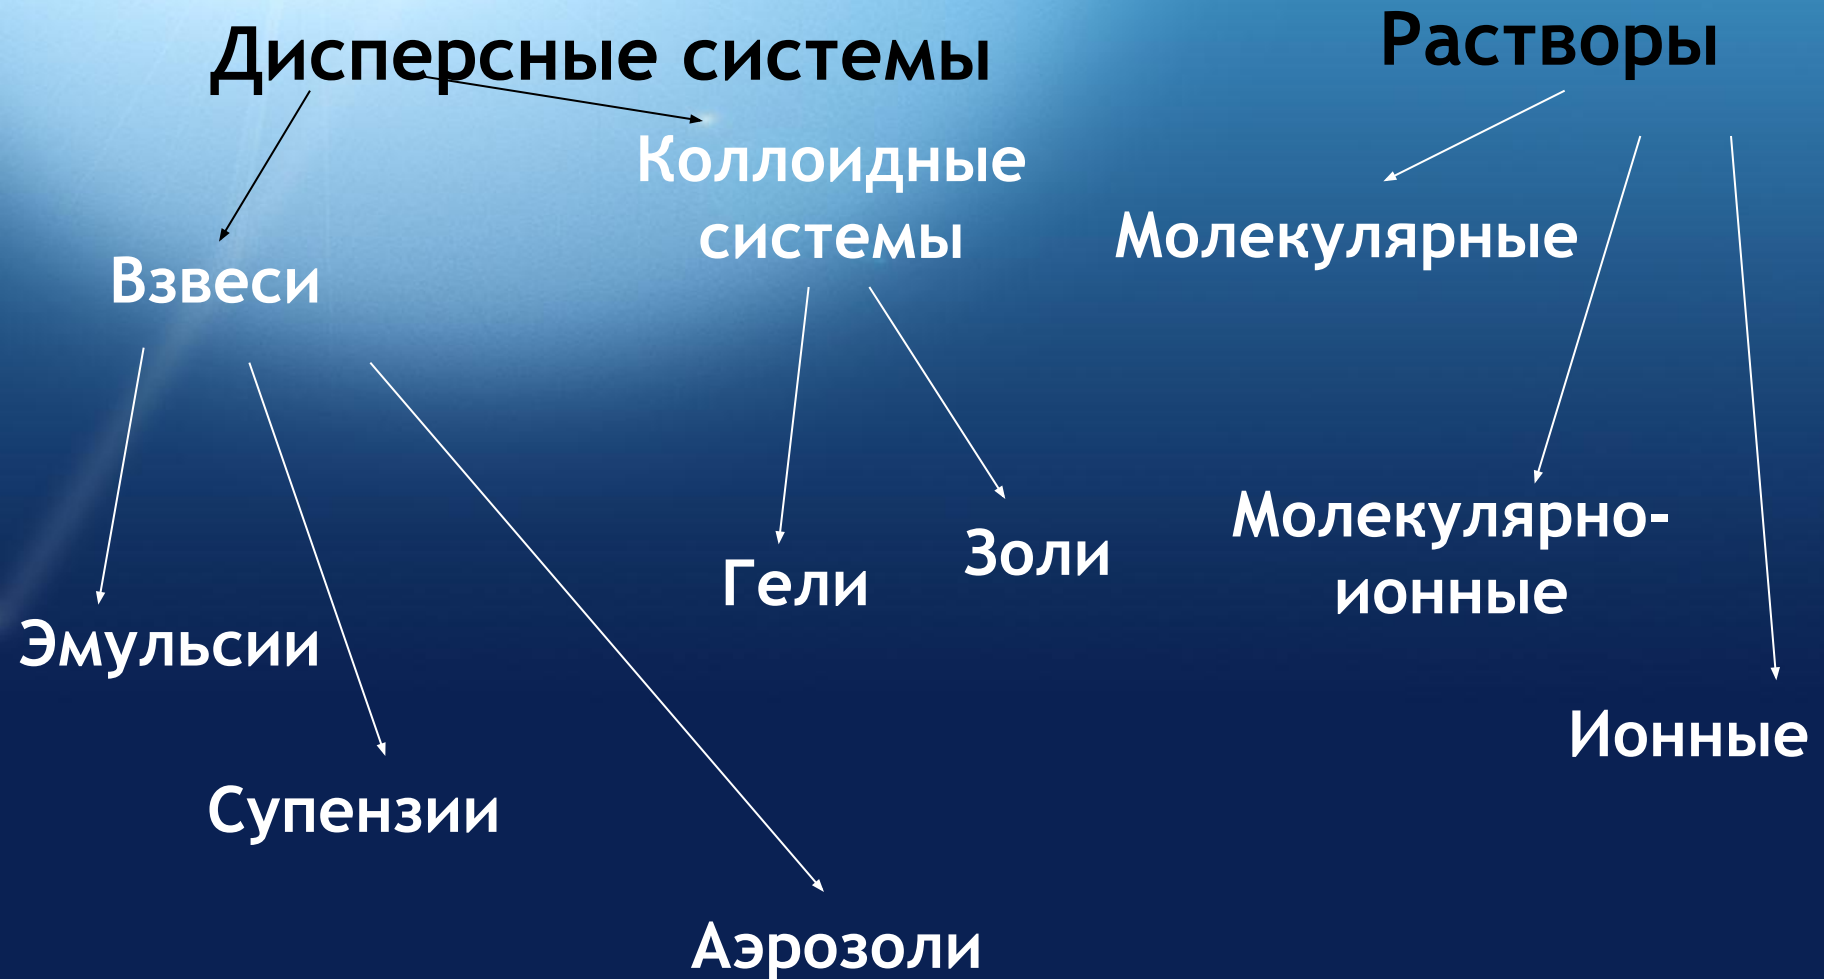 Дисперсные системы
Растворы
Коллоидные
системы
Молекулярные
Взвеси
Гели
Золи
Молекулярно-
ионные
Эмульсии
Ионные
Супензии
Аэрозоли